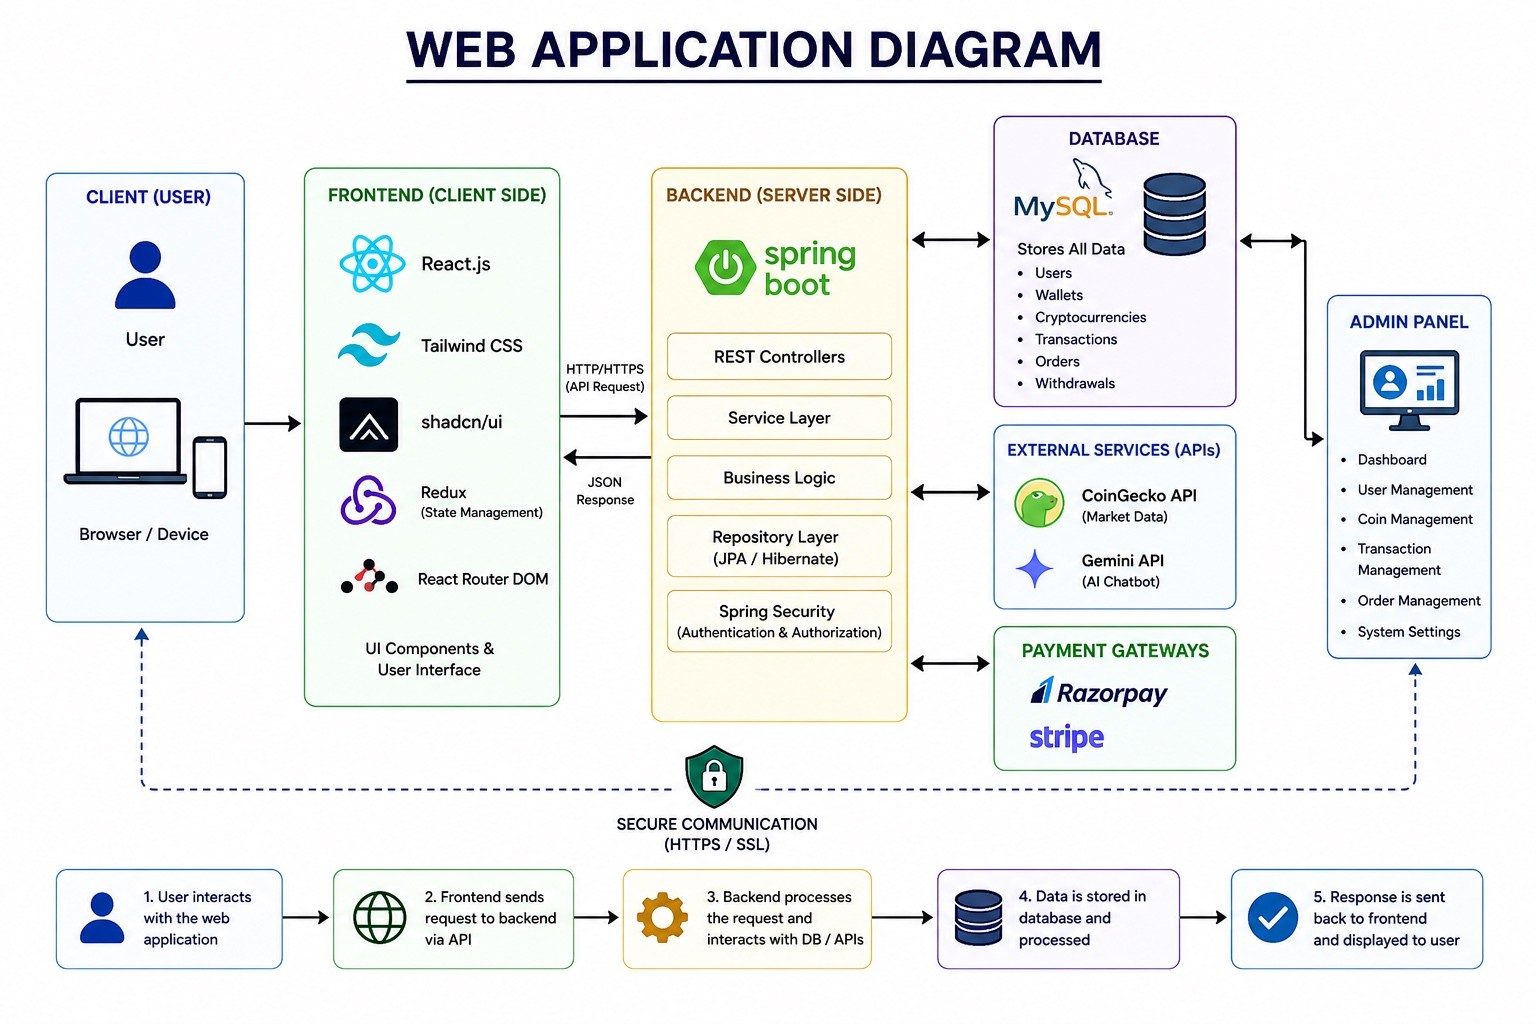 WEB APPLICATION DIAGRAM
CLIENT (USER)
User
Browser / Device
FRONTEND (CLIENT SIDE)
React.js
Tailwind CSS
shadcn/ui
Redux
(State Management)
React Router DOM
UI Components &
User Interface
HTTP/HTTPS
(API Request)
JSON
Response
BACKEND (SERVER SIDE)
spring
boot
REST Controllers
Service Layer
Business Logic
Repository Layer
(JPA / Hibernate)
Spring Security
(Authentication & Authorization)
DATABASE
MySQL
Stores All Data
• Users
• Wallets
• Cryptocurrencies
• Transactions
• Orders
• Withdrawals
EXTERNAL SERVICES (APIs)
CoinGecko API
(Market Data)
Gemini API
(AI Chatbot)
PAYMENT GATEWAYS
Razorpay
stripe
ADMIN PANEL
• Dashboard
• User Management
• Coin Management
• Transaction
Management
• Order Management
• System Settings
SECURE COMMUNICATION
(HTTPS / SSL)
1. User interacts
with the web
application
2. Frontend sends
request to backend
via API
3. Backend processes
the request and
interacts with DB / APIs
4. Data is stored in
database and
processed
5. Response is sent
back to frontend
and displayed to user